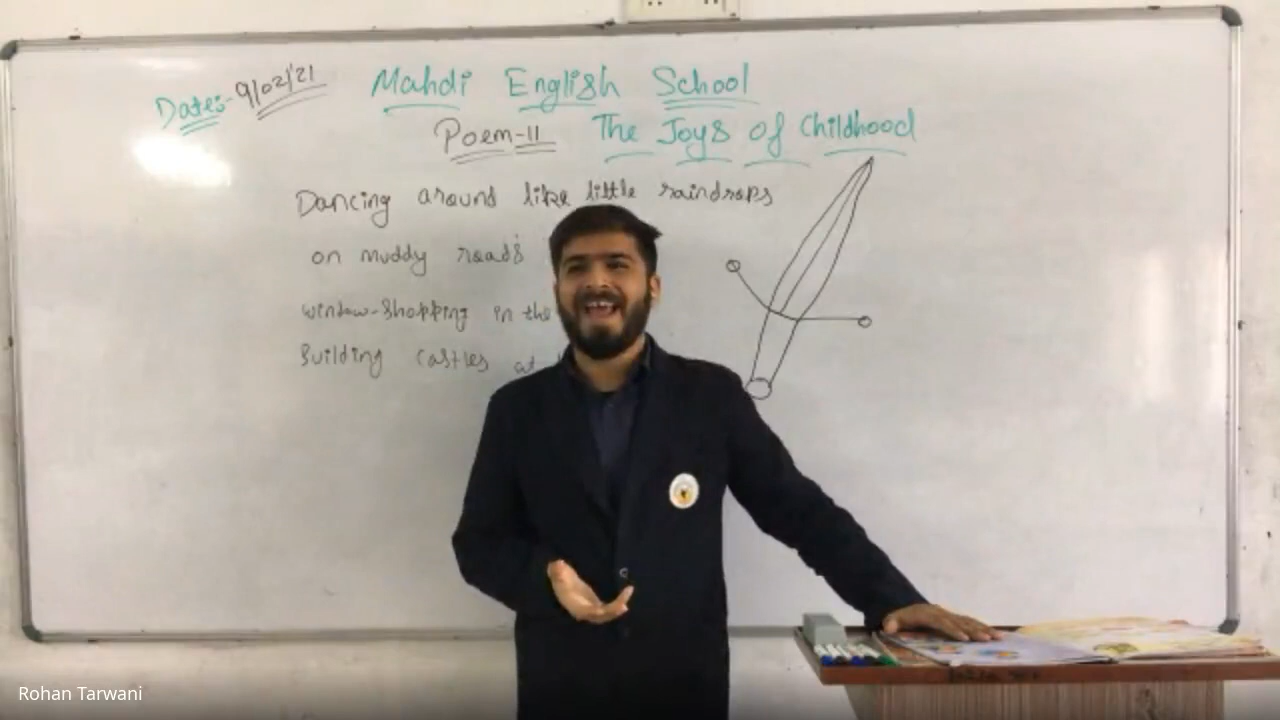 Date:- 9/02/21
Mahdi English School
Poem-11 The Joys of Childhood
Dancing around like little raindrops
on muddy roads
window-shopping in the
Building castles at
Rohan Tarwani